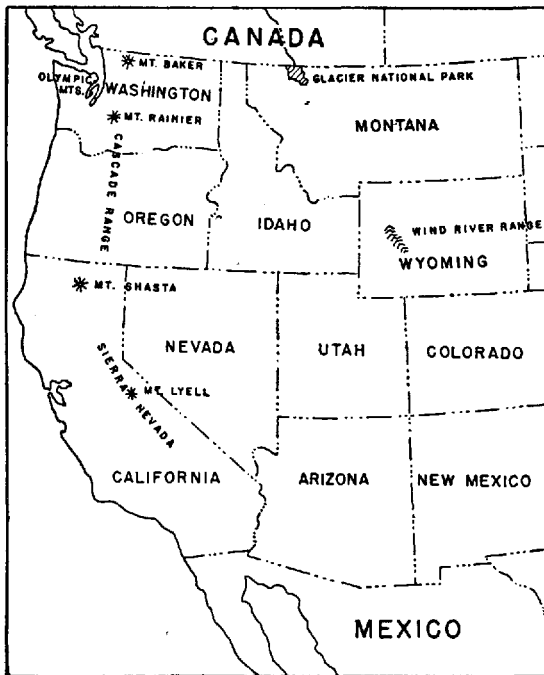 CANADA
MT. BAKER
GLACIER NATIONAL PARK
OLYMPIC
MTS.
WASHINGTON
MT. RAINIER
MONTANA
CASCADE RANGE
OREGON
IDAHO
WIND RIVER RANGE
WYOMING
MT. SHASTA
NEVADA
UTAH
COLORADO
SIERRA NEVADA
MT. LYELL
CALIFORNIA
ARIZONA
NEW MEXICO
MEXICO